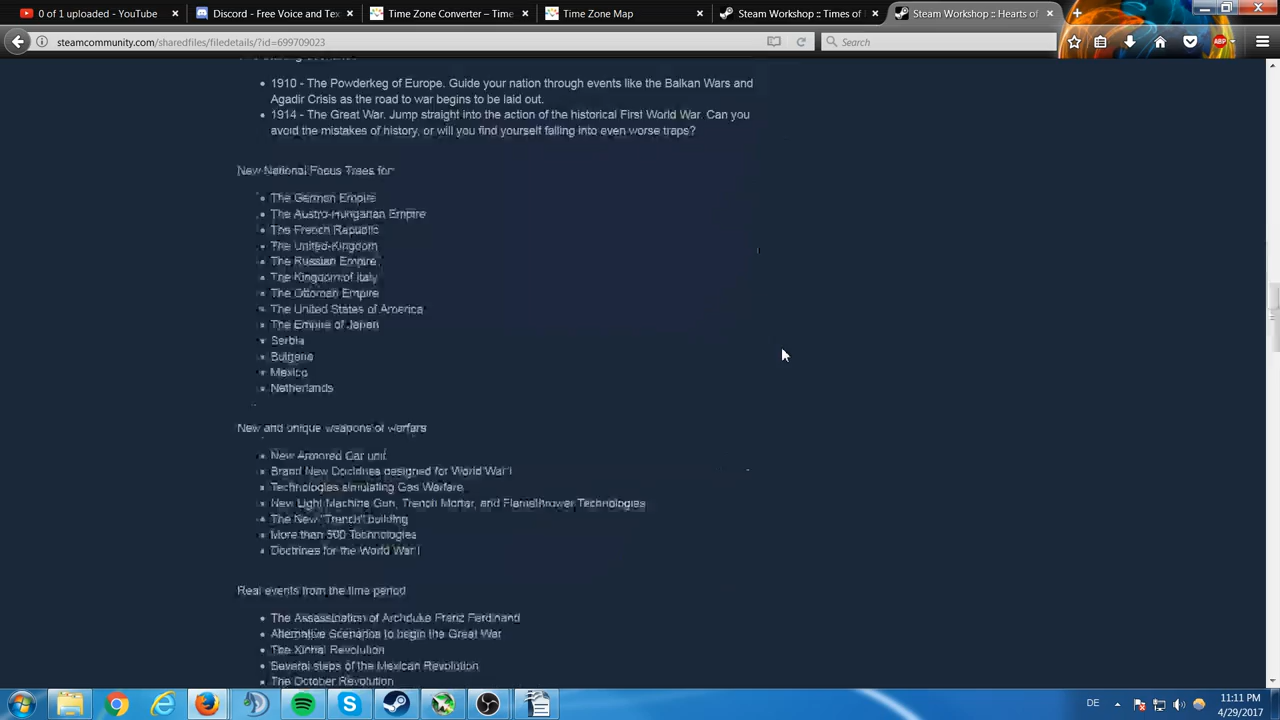 0 of 1 uploaded - YouTube
Discord - Free Voice and Tex
Time Zone Converter – Time
Time Zone Map
Steam Workshop :: Times of
Steam Workshop :: Hearts of
steamcommunity.com/sharedfiles/filedetails/?id=699709023
Search
ABP
1910 - The Powderkeg of Europe. Guide your nation through events like the Balkan Wars and
Agadir Crisis as the road to war begins to be laid out.
1914 - The Great War. Jump straight into the action of the historical First World War. Can you
avoid the mistakes of history, or will you find yourself falling into even worse traps?
New National Focus Trees for
The German Empire
The Austro-Hungarian Empire
The French Republic
The United Kingdom
The Russian Empire
The Kingdom of Italy
The Ottoman Empire
The United States of America
The Empire of Japan
Serbia
Bulgaria
Mexico
Netherlands
New and unique weapons of warfare
New Armored Car unit
Brand New Doctrines designed for World War I
Technologies simulating Gas Warfare
New Light Machine Gun, Trench Mortar, and Flamethrower Technologies
The New "Trench" building
More than 300 Technologies
Doctrines for the World War I
Real events from the time period
The Assassination of Archduke Franz Ferdinand
Alternative Scenarios to begin the Great War
The Xinhai Revolution
Several steps of the Mexican Revolution
The October Revolution
DE
11:11 PM
4/29/2017